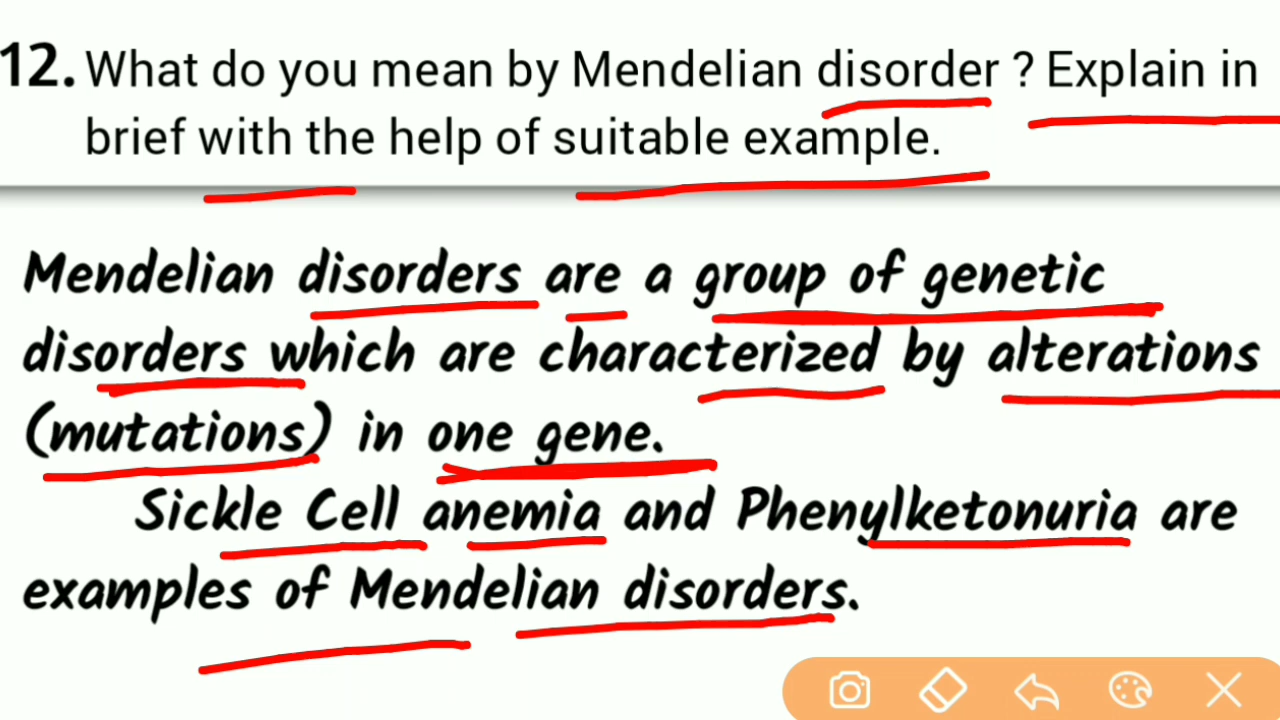 12. What do you mean by Mendelian disorder ? Explain in
brief with the help of suitable example.
Mendelian disorders are a group of genetic
disorders which are characterized by alterations
(mutations) in one gene.
Sickle Cell anemia and Phenylketonuria are
examples of Mendelian disorders.